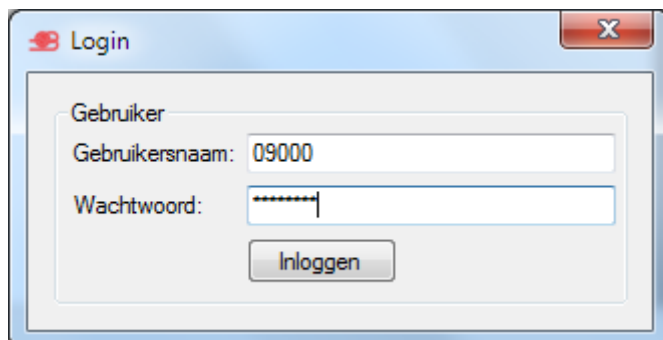 Login
Gebruiker
Gebruikersnaam: 09000
Wachtwoord: ********
Inloggen